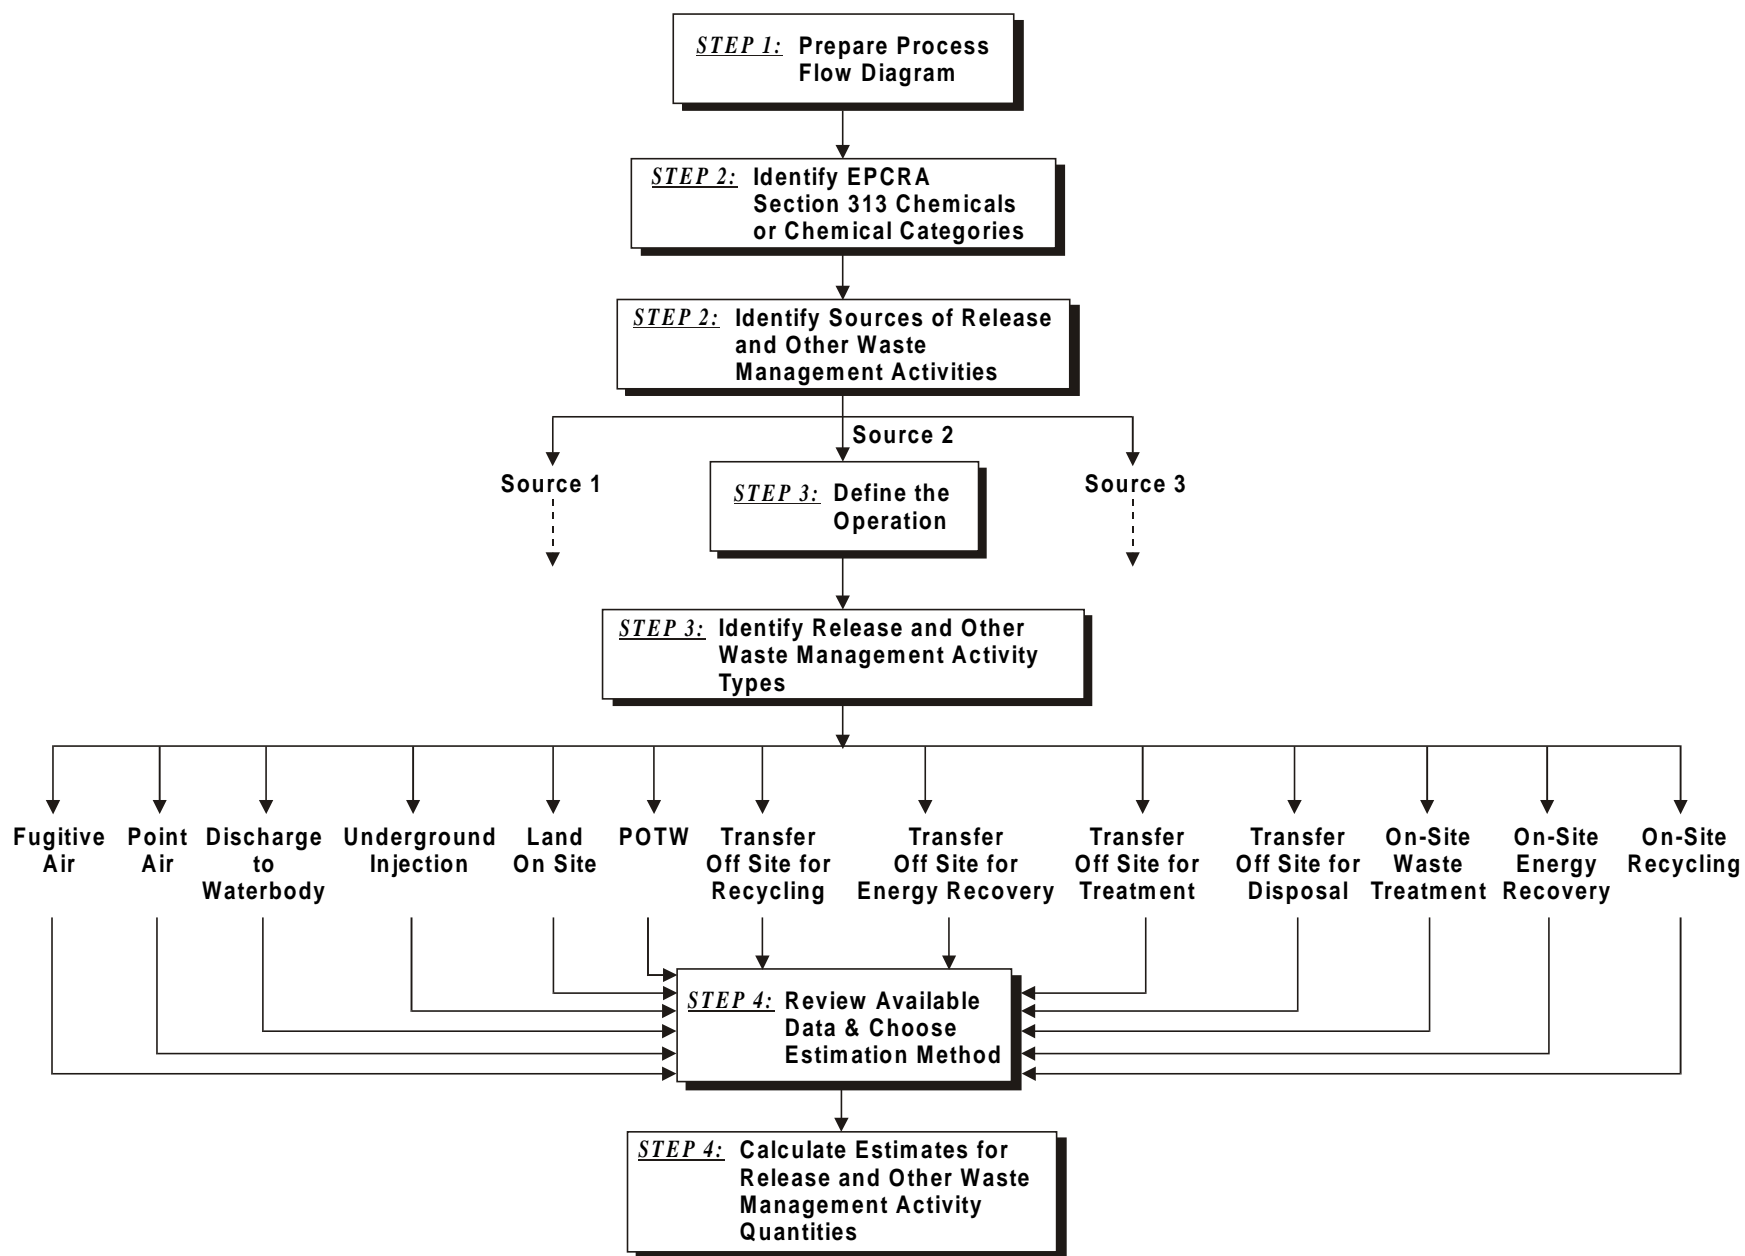 STEP 1: Prepare Process
Flow Diagram
STEP 2: Identify EPCRA
Section 313 Chemicals
or Chemical Categories
STEP 2: Identify Sources of Release
and Other Waste
Management Activities
Source 2
Source 1
STEP 3: Define the
Operation
Source 3
STEP 3: Identify Release and Other
Waste Management Activity
Types
Fugitive
Air
Point
Air
Discharge
to
Waterbody
Underground
Injection
Land
On Site
POTW
Transfer
Off Site for
Recycling
Transfer
Off Site for
Energy Recovery
Transfer
Off Site for
Treatment
Transfer
Off Site for
Disposal
On-Site
Waste
Treatment
On-Site
Energy
Recovery
On-Site
Recycling
STEP 4: Review Available
Data & Choose
Estimation Method
STEP 4: Calculate Estimates for
Release and Other Waste
Management Activity
Quantities